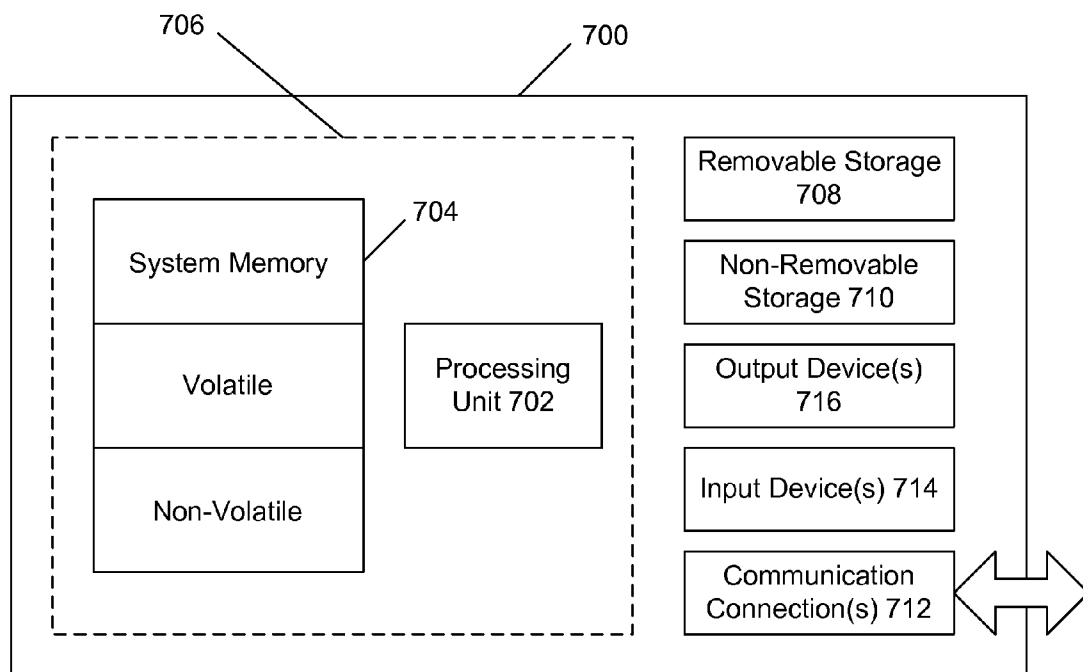 706
700
704
System Memory
Volatile
Non-Volatile
Processing
Unit 702
Removable Storage
708
Non-Removable
Storage 710
Output Device(s)
716
Input Device(s) 714
Communication
Connection(s) 712